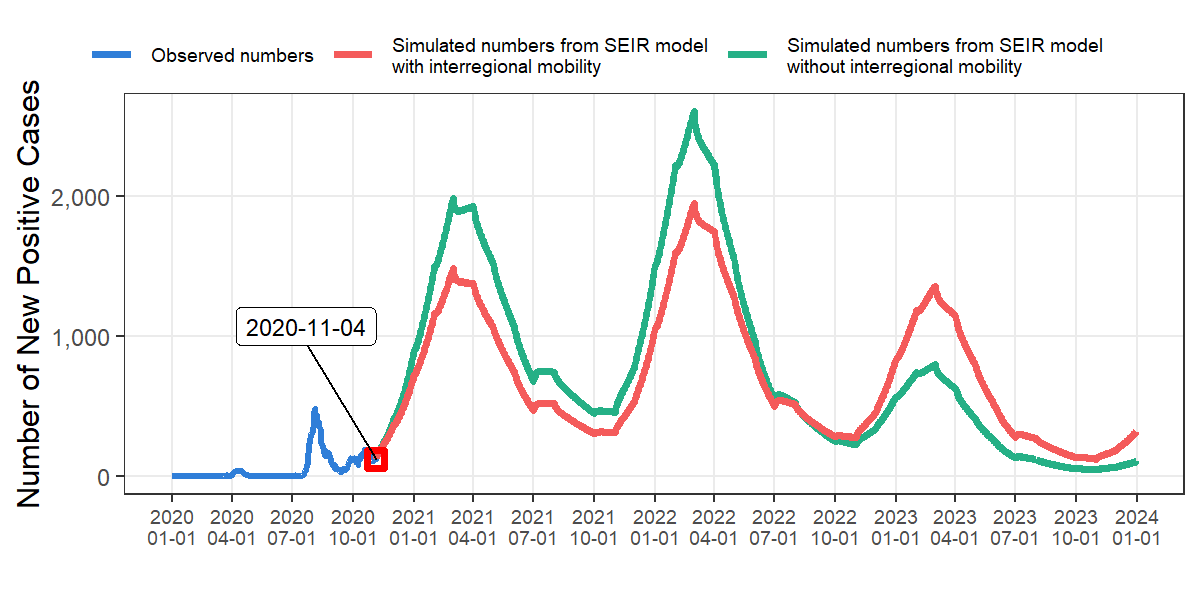 Observed numbers
Simulated numbers from SEIR model
with interregional mobility
Simulated numbers from SEIR model
without interregional mobility
Number of New Positive Cases
2,000
1,000
0
2020-11-04
2020 2020 2020 2020 2021 2021 2021 2021 2022 2022 2022 2022 2023 2023 2023 2023 2024
01-01 04-01 07-01 10-01 01-01 04-01 07-01 10-01 01-01 04-01 07-01 10-01 01-01 04-01 07-01 10-01 01-01